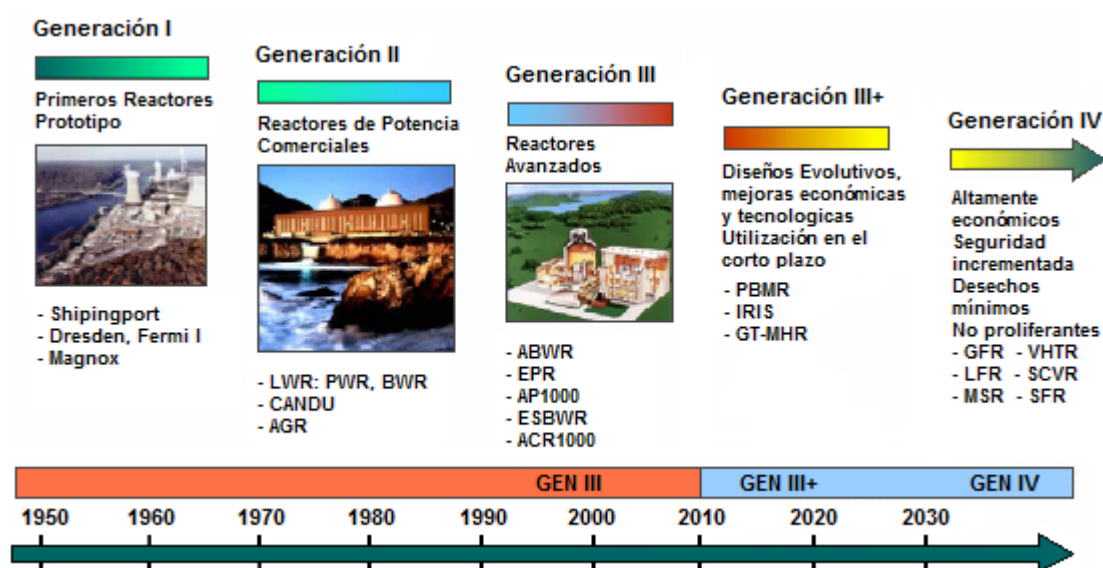 Generación I
Primeros Reactores
Prototipo
- Shipingport
- Dresden, Fermi I
- Magnox
Generación II
Reactores de Potencia
Comerciales
- LWR: PWR, BWR
- CANDU
- AGR
Generación III
Reactores
Avanzados
- ABWR
- EPR
- AP1000
- ESBWR
- ACR1000
Generación III+
Diseños Evolutivos,
mejoras económicas
y tecnologicas
Utilización en el
corto plazo
- PBMR
- IRIS
- GT-MHR
Generación IV
Altamente
económicos
Seguridad
incrementada
Desechos
mínimos
No proliferantes
- GFR - VHTR
- LFR - SCVR
- MSR - SFR
GEN III GEN III+ GEN IV
1950 1960 1970 1980 1990 2000 2010 2020 2030